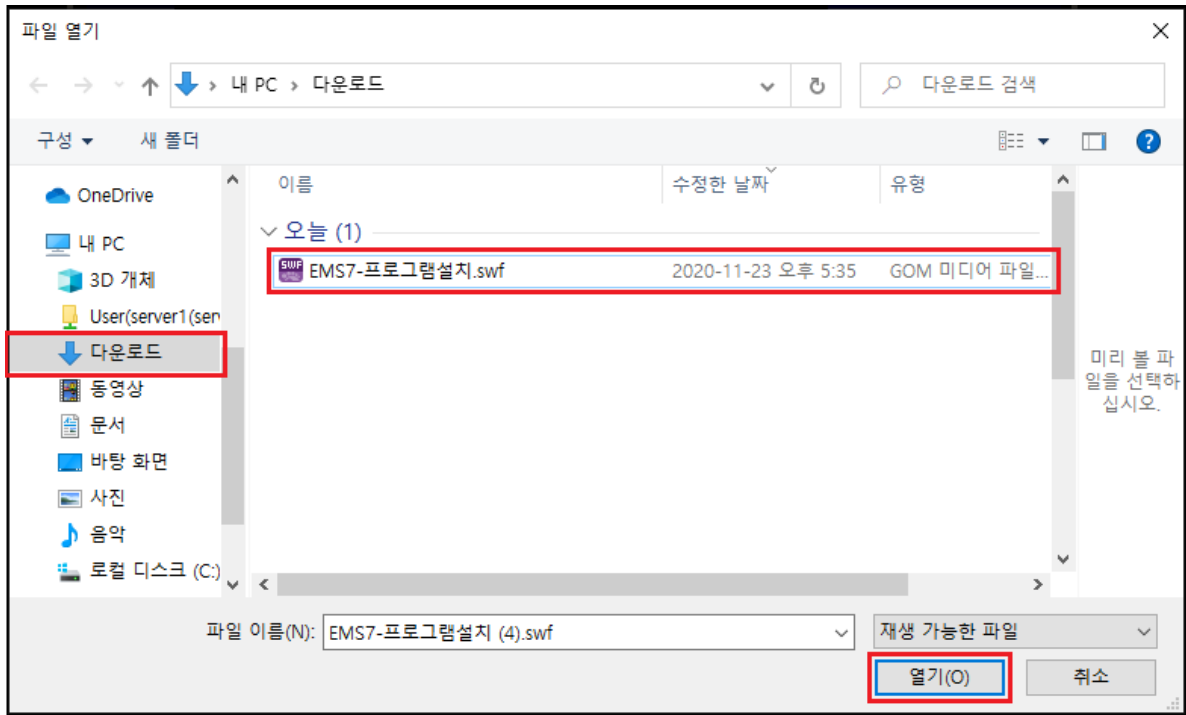 파일 열기
내 PC > 다운로드
다운로드 검색
구성 새 폴더
이름 수정한 날짜 유형
오늘 (1)
SWF EMS7-프로그램설치.swf 2020-11-23 오후 5:35 GOM 미디어 파일...
OneDrive
내 PC
3D 개체
User(server1(ser
다운로드
동영상
문서
바탕 화면
사진
음악
로컬 디스크 (C:)
미리 볼 파
일을 선택하
십시오.
파일 이름(N): EMS7-프로그램설치 (4).swf 재생 가능한 파일
열기(O) 취소